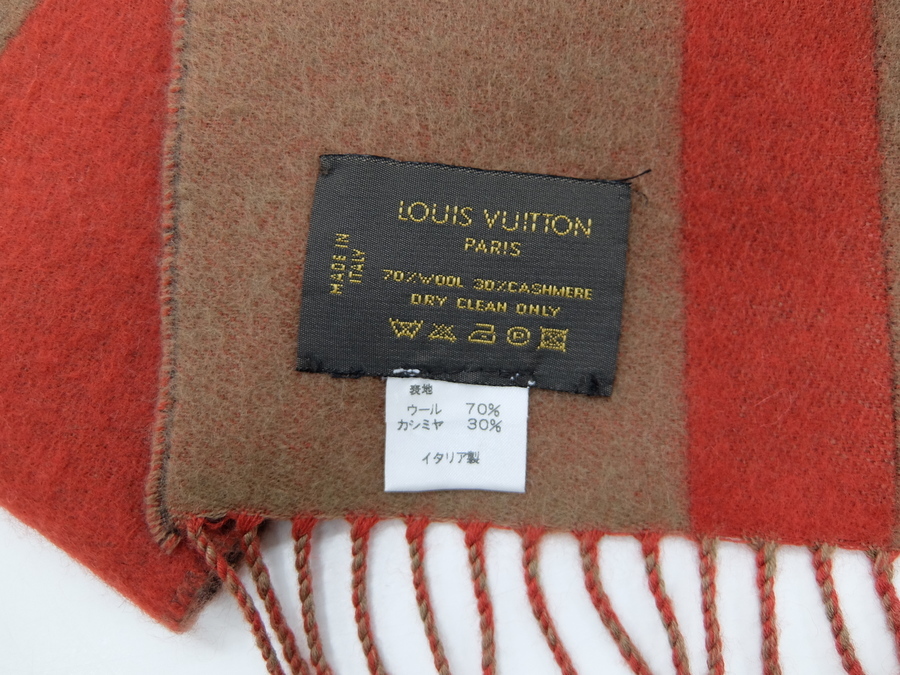 LOUIS VUITTON
PARIS
MADE IN
ITALY
70%WOOL 30%CASHMERE
DRY CLEAN ONLY
表地
ウール 70%
カシミヤ 30%
イタリア製